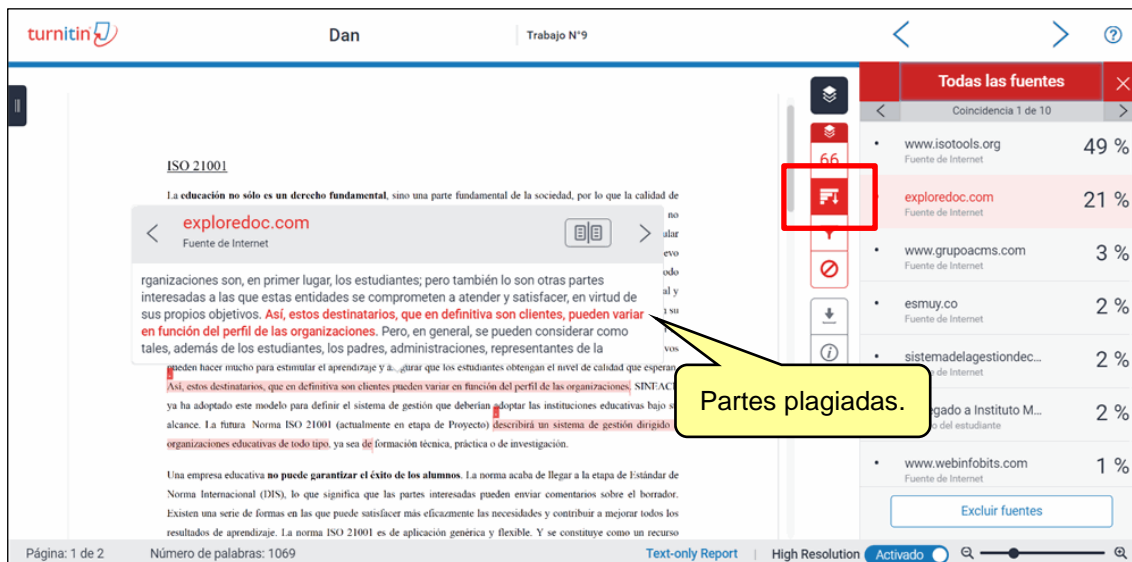 turnitin
Dan
Trabajo N°9
Todas las fuentes
Coincidencia 1 de 10
www.isotools.org
49 %
Fuente de Internet
exploredoc.com
21 %
Fuente de Internet
www.grupoacms.com
3 %
Fuente de Internet
esmuy.co
2 %
Fuente de Internet
sistemadelagestiondec...
2 %
de Internet
egado a Instituto M...
2 %
del estudiante
www.webinfobits.com
1 %
Fuente de Internet
Excluir fuentes
66
ISO 21001
La educación no sólo es un derecho fundamental, sino una parte fundamental de la sociedad, por lo que la calidad de
no
ular
evo
odo
al y
n su
vos
exploredoc.com
Fuente de Internet
rganizaciones son, en primer lugar, los estudiantes; pero también lo son otras partes
interesadas a las que estas entidades se comprometen a atender y satisfacer, en virtud de
sus propios objetivos. Así, estos destinatarios, que en definitiva son clientes, pueden variar
en función del perfil de las organizaciones. Pero, en general, se pueden considerar como
tales, además de los estudiantes, los padres, administraciones, representantes de la
pueden hacer mucho para estimular el aprendizaje y a gurar que los estudiantes obtengan el nivel de calidad que esperan
Así, estos destinatarios, que en definitiva son clientes pueden variar en función del perfil de las organizaciones. SINEACE
ya ha adoptado este modelo para definir el sistema de gestión que deberían adoptar las instituciones educativas bajo s
alcance. La futura Norma ISO 21001 (actualmente en etapa de Proyecto) describirá un sistema de gestión dirigido
organizaciones educativas de todo tipo, ya sea de formación técnica, práctica o de investigación.
Una empresa educativa no puede garantizar el éxito de los alumnos. La norma acaba de llegar a la etapa de Estándar de
Norma Internacional (DIS), lo que significa que las partes interesadas pueden enviar comentarios sobre el borrador.
Existen una serie de formas en las que puede satisfacer más eficazmente las necesidades y contribuir a mejorar todos los
resultados de aprendizaje. La norma ISO 21001 es de aplicación genérica y flexible. Y se constituye como un recurso
Partes plagiadas.
Página: 1 de 2
Número de palabras: 1069
Text-only Report
High Resolution
Activado